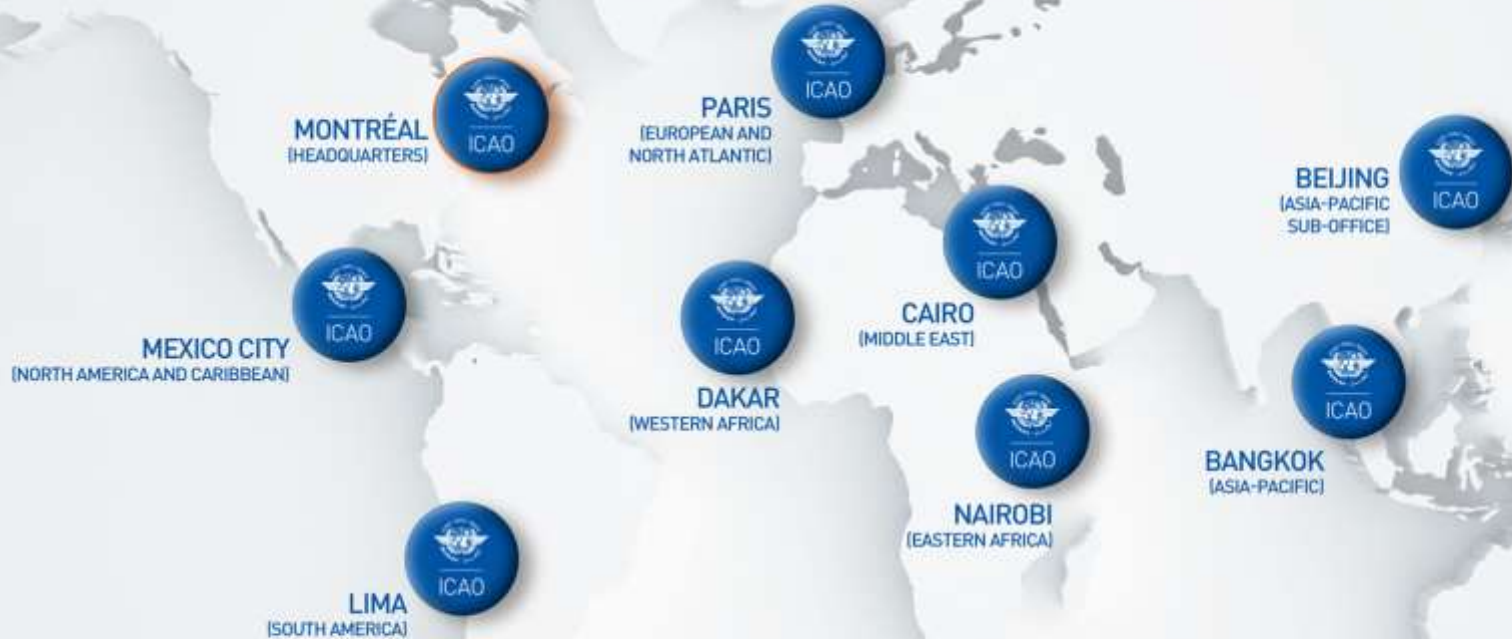 ICAO
PARIS
(EUROPEAN AND
NORTH ATLANTIC)
ICAO
MONTRÉAL
(HEADQUARTERS)
ICAO
BEIJING
(ASIA-PACIFIC
SUB-OFFICE)
ICAO
CAIRO
(MIDDLE EAST)
ICAO
MEXICO CITY
(NORTH AMERICA AND CARIBBEAN)
ICAO
DAKAR
(WESTERN AFRICA)
ICAO
BANGKOK
(ASIA-PACIFIC)
ICAO
NAIROBI
(EASTERN AFRICA)
ICAO
LIMA
(SOUTH AMERICA)